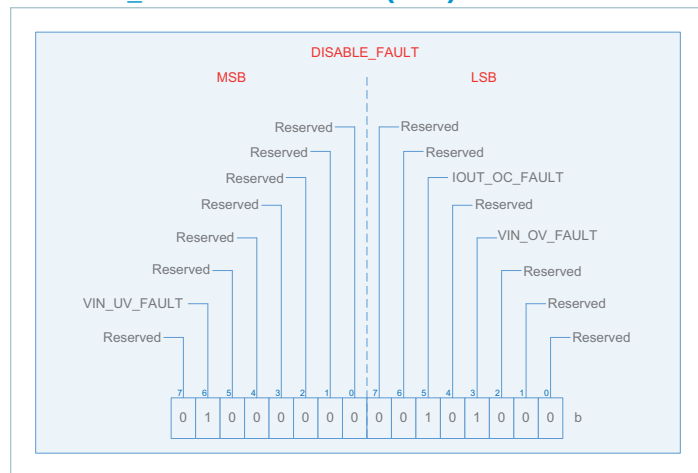 DISABLE_FAULT
MSB LSB
Reserved Reserved
Reserved Reserved
Reserved IOUT_OC_FAULT
Reserved Reserved
Reserved VIN_OV_FAULT
Reserved Reserved
VIN_UV_FAULT Reserved
Reserved Reserved
7 6 5 4 3 2 1 0 7 6 5 4 3 2 1 0
0 1 0 0 0 0 0 0 0 0 1 0 1 0 0 0 b